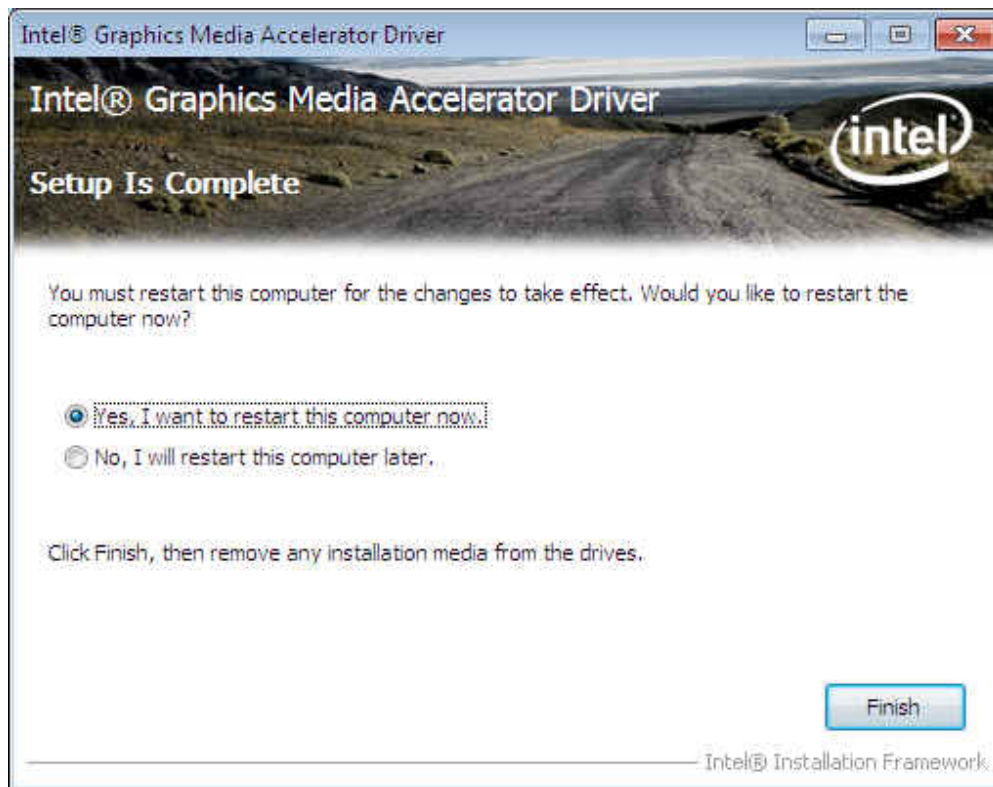 Intel® Graphics Media Accelerator Driver
Intel® Graphics Media Accelerator Driver
intel
Setup Is Complete
You must restart this computer for the changes to take effect. Would you like to restart the
computer now?
Yes, I want to restart this computer now.
No, I will restart this computer later.
Click Finish, then remove any installation media from the drives.
Finish
Intel® Installation Framework